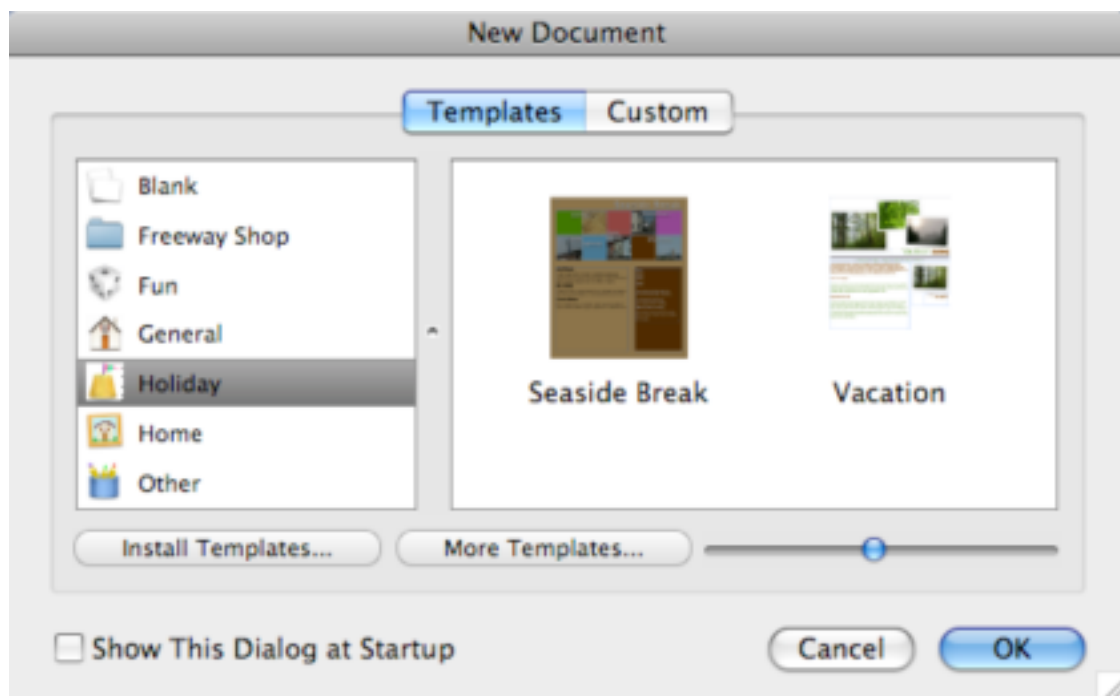 New Document
Templates Custom
Blank
Freeway Shop
Fun
General
Holiday
Home
Other
Seaside Break Vacation
Install Templates... More Templates...
Show This Dialog at Startup Cancel OK